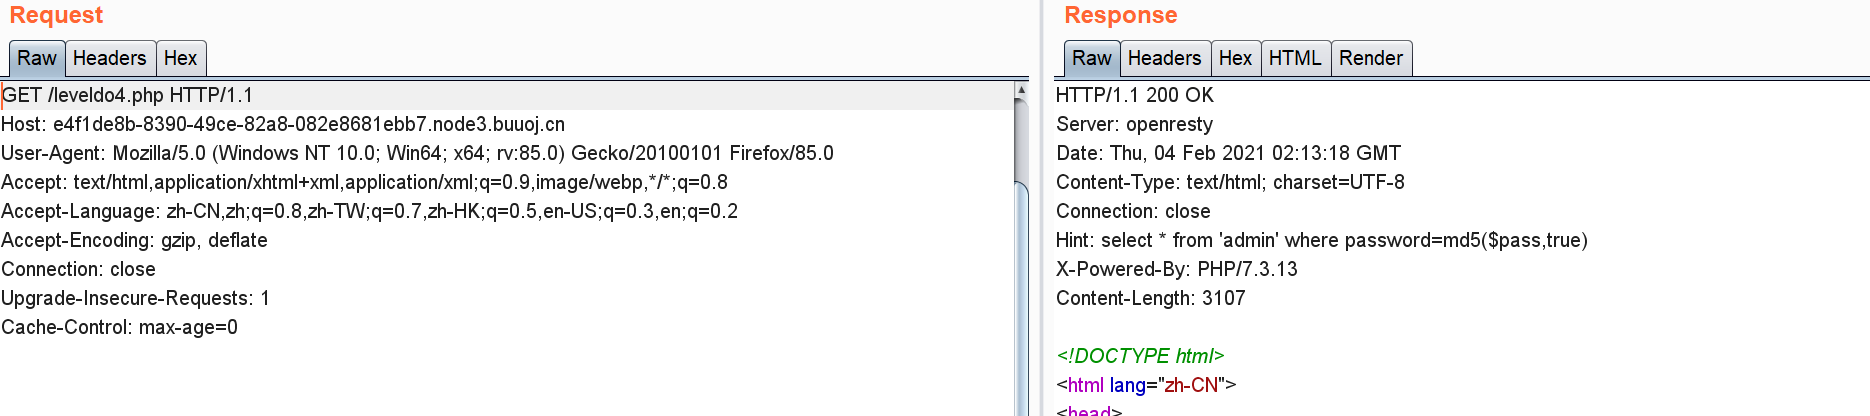 Request
Raw Headers Hex
GET /leveldo4.php HTTP/1.1
Host: e4f1de8b-8390-49ce-82a8-082e8681ebb7.node3.buuoj.cn
User-Agent: Mozilla/5.0 (Windows NT 10.0; Win64; x64; rv:85.0) Gecko/20100101 Firefox/85.0
Accept: text/html,application/xhtml+xml,application/xml;q=0.9,image/webp,*/*;q=0.8
Accept-Language: zh-CN,zh;q=0.8,zh-TW;q=0.7,zh-HK;q=0.5,en-US;q=0.3,en;q=0.2
Accept-Encoding: gzip, deflate
Connection: close
Upgrade-Insecure-Requests: 1
Cache-Control: max-age=0
Response
Raw Headers Hex HTML Render
HTTP/1.1 200 OK
Server: openresty
Date: Thu, 04 Feb 2021 02:13:18 GMT
Content-Type: text/html; charset=UTF-8
Connection: close
Hint: select * from 'admin' where password=md5($pass,true)
X-Powered-By: PHP/7.3.13
Content-Length: 3107
<!DOCTYPE html>
<html lang="zh-CN">
<head>